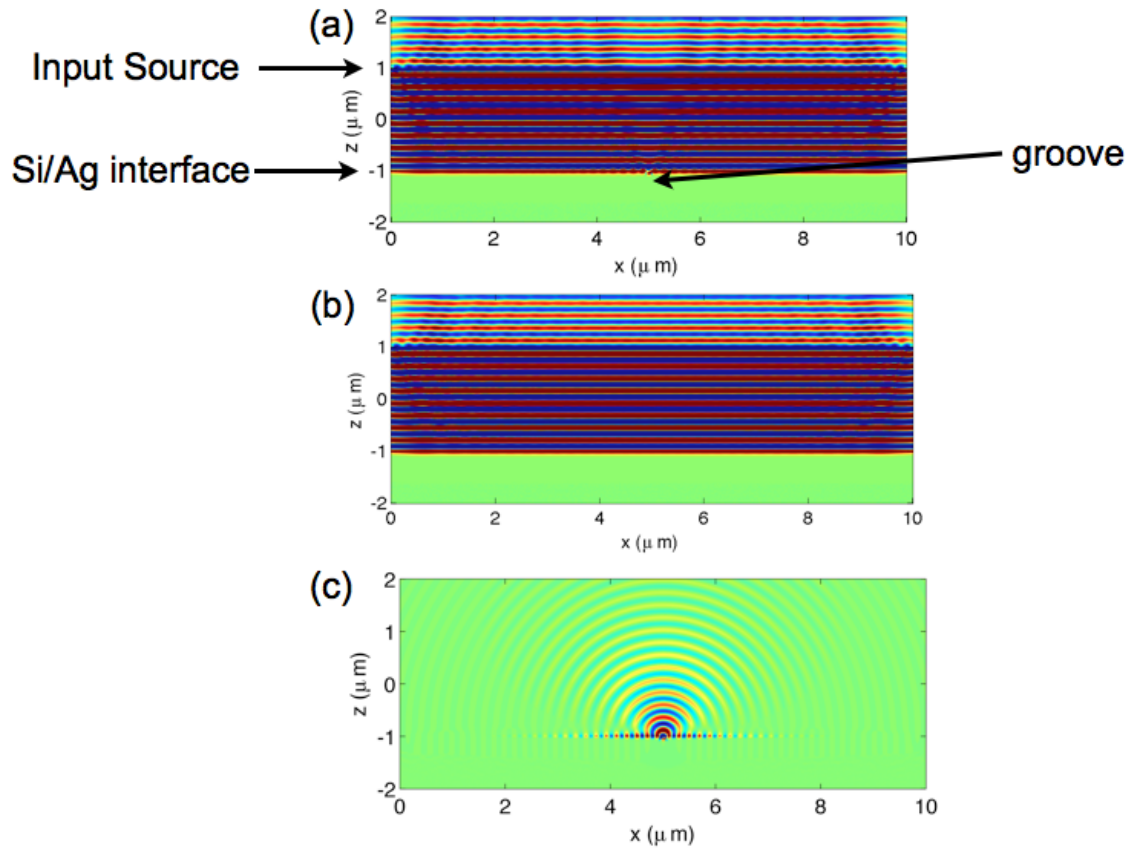 (a)
Input Source
Si/Ag interface
groove
2
1
0
-1
-2
z (μ m)
0 2 4 6 8 10
x (μ m)
(b)
2
1
0
-1
-2
z (μ m)
0 2 4 6 8 10
x (μ m)
(c)
2
1
0
-1
-2
z (μ m)
0 2 4 6 8 10
x (μ m)